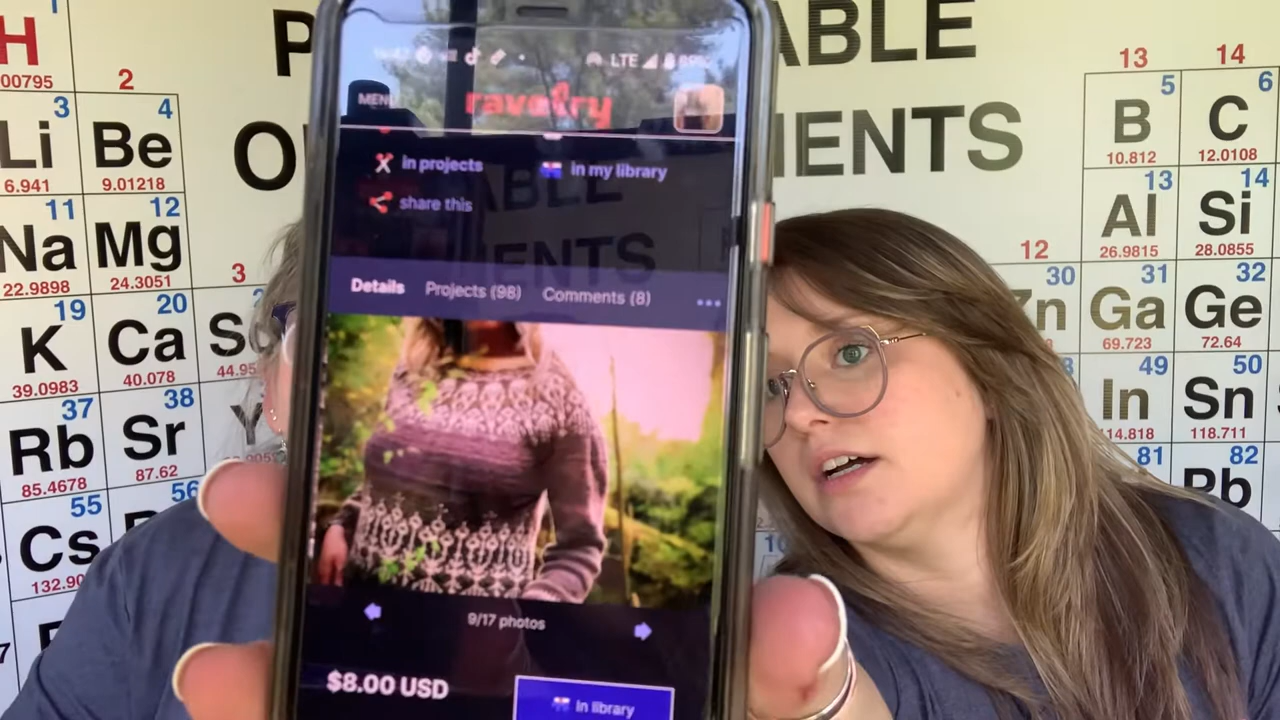 H
00795
Li
3
6.941
Be
4
9.01218
2
Na
11
22.9898
Mg
12
24.3051
3
K
19
39.0983
Ca
20
40.078
Rb
37
85.4678
Sr
38
87.62
Y
Cs
55
132.90
56
ABLE
MENTS
13
14
B
5
10.812
C
6
12.0108
Al
13
26.9815
Si
14
28.0855
12
30
Ga
31
69.723
Ge
32
72.64
In
49
114.818
Sn
50
118.711
81
Pb
82
LTE
MENU
ravelry
in projects
in my library
share this
Details
Projects (98)
Comments (8)
•••
9/17 photos
$8.00 USD
In library